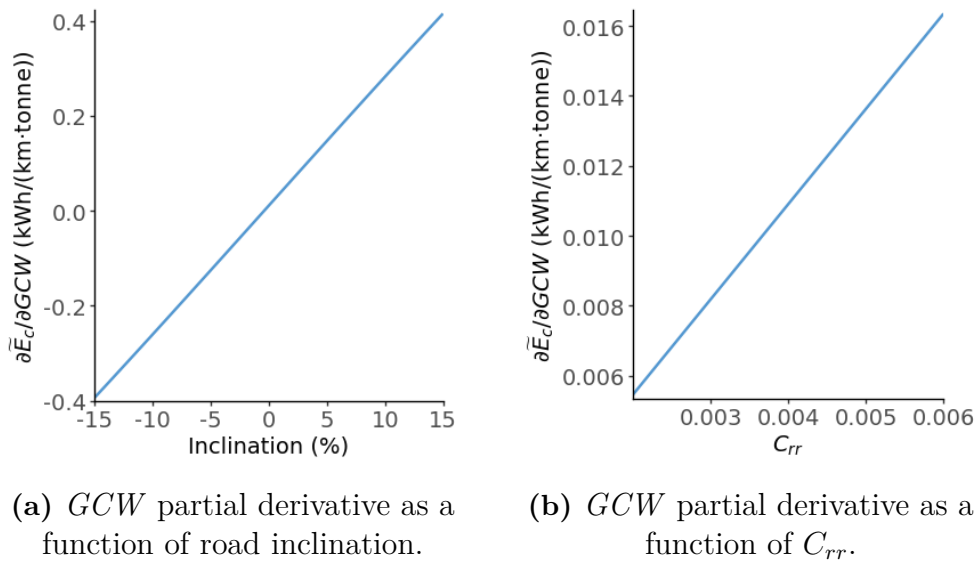 ∂Ẽc/∂GCW (kWh/(km·tonne))
0.4
0.2
0.0
-0.2
-0.4
-15 -10 -5 0 5 10 15
Inclination (%)
∂Ẽc/∂GCW (kWh/(km·tonne))
0.016
0.014
0.012
0.010
0.008
0.006
0.003 0.004 0.005 0.006
Crr
(a) GCW partial derivative as a
function of road inclination.
(b) GCW partial derivative as a
function of Crr.